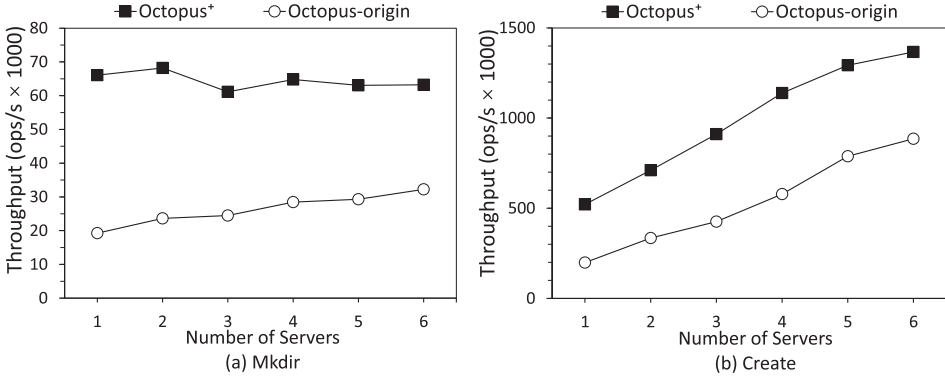 Octopus⁺ Octopus-origin
Throughput (ops/s × 1000)
80
70
60
50
40
30
20
10
0
1 2 3 4 5 6
Number of Servers
(a) Mkdir
Octopus⁺ Octopus-origin
Throughput (ops/s × 1000)
1500
1000
500
0
1 2 3 4 5 6
Number of Servers
(b) Create